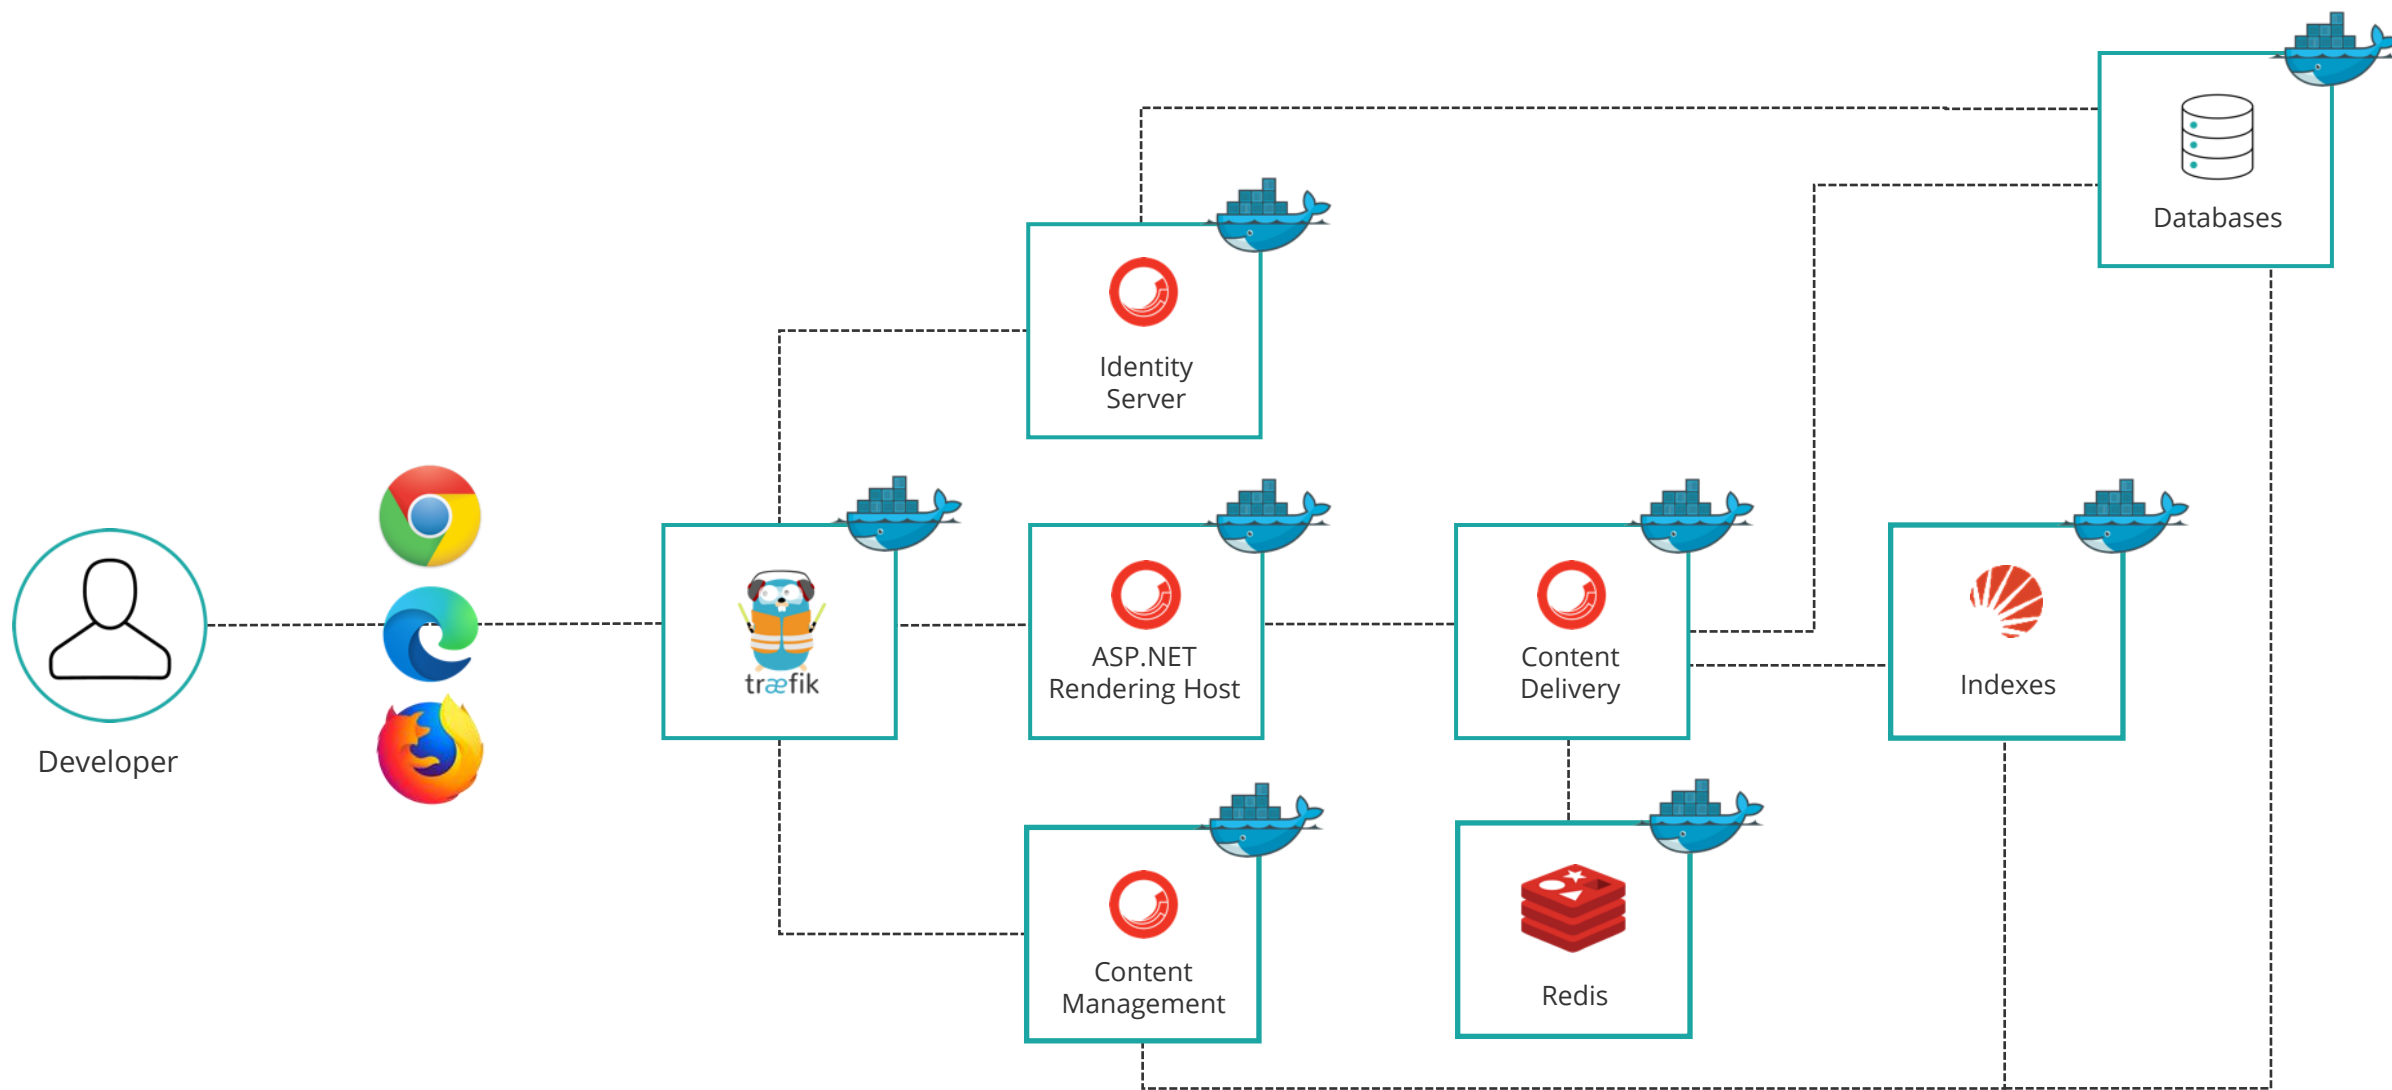 Databases
Identity
Server
Developer
træfik
ASP.NET
Rendering Host
Content
Delivery
Indexes
Content
Management
Redis